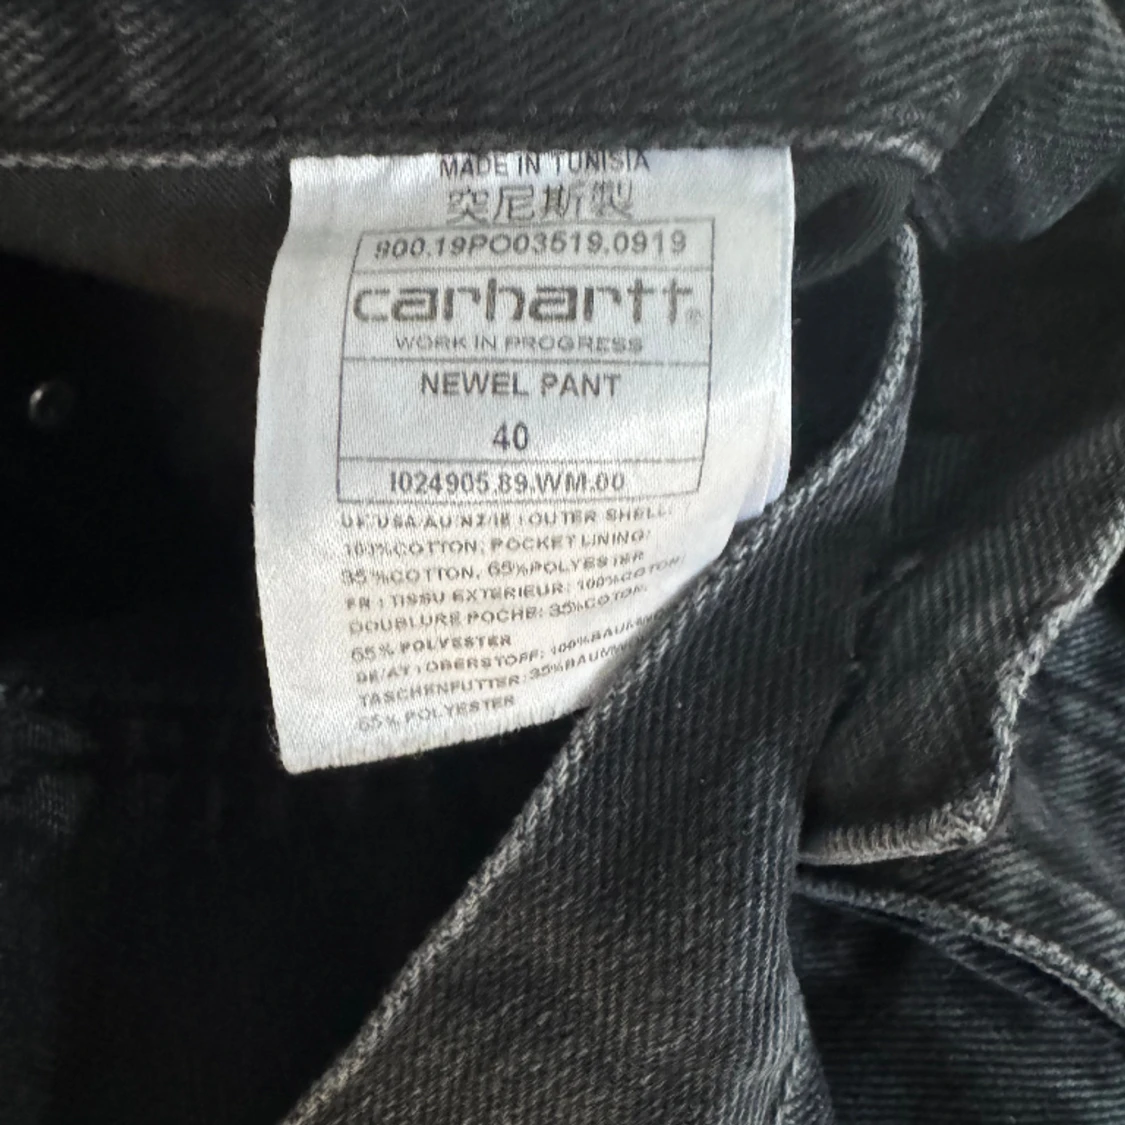 MADE IN TUNISIA
突尼斯製
900.19PO03519.0919
carhartt®
WORK IN PROGRESS
NEWEL PANT
40
I024905.89.WM.00
UK/USA/AU/NZ/IE : OUTER SHELL:
100%COTTON; POCKET LINING:
35%COTTON, 65%POLYESTER
FR : TISSU EXTERIEUR: 100%COTON;
DOUBLURE POCHE: 35%COTON,
65% POLYESTER
DE/AT : OBERSTOFF: 100%BAUMW
TASCHENFUTTER: 35%BAUMW
65% POLYESTER